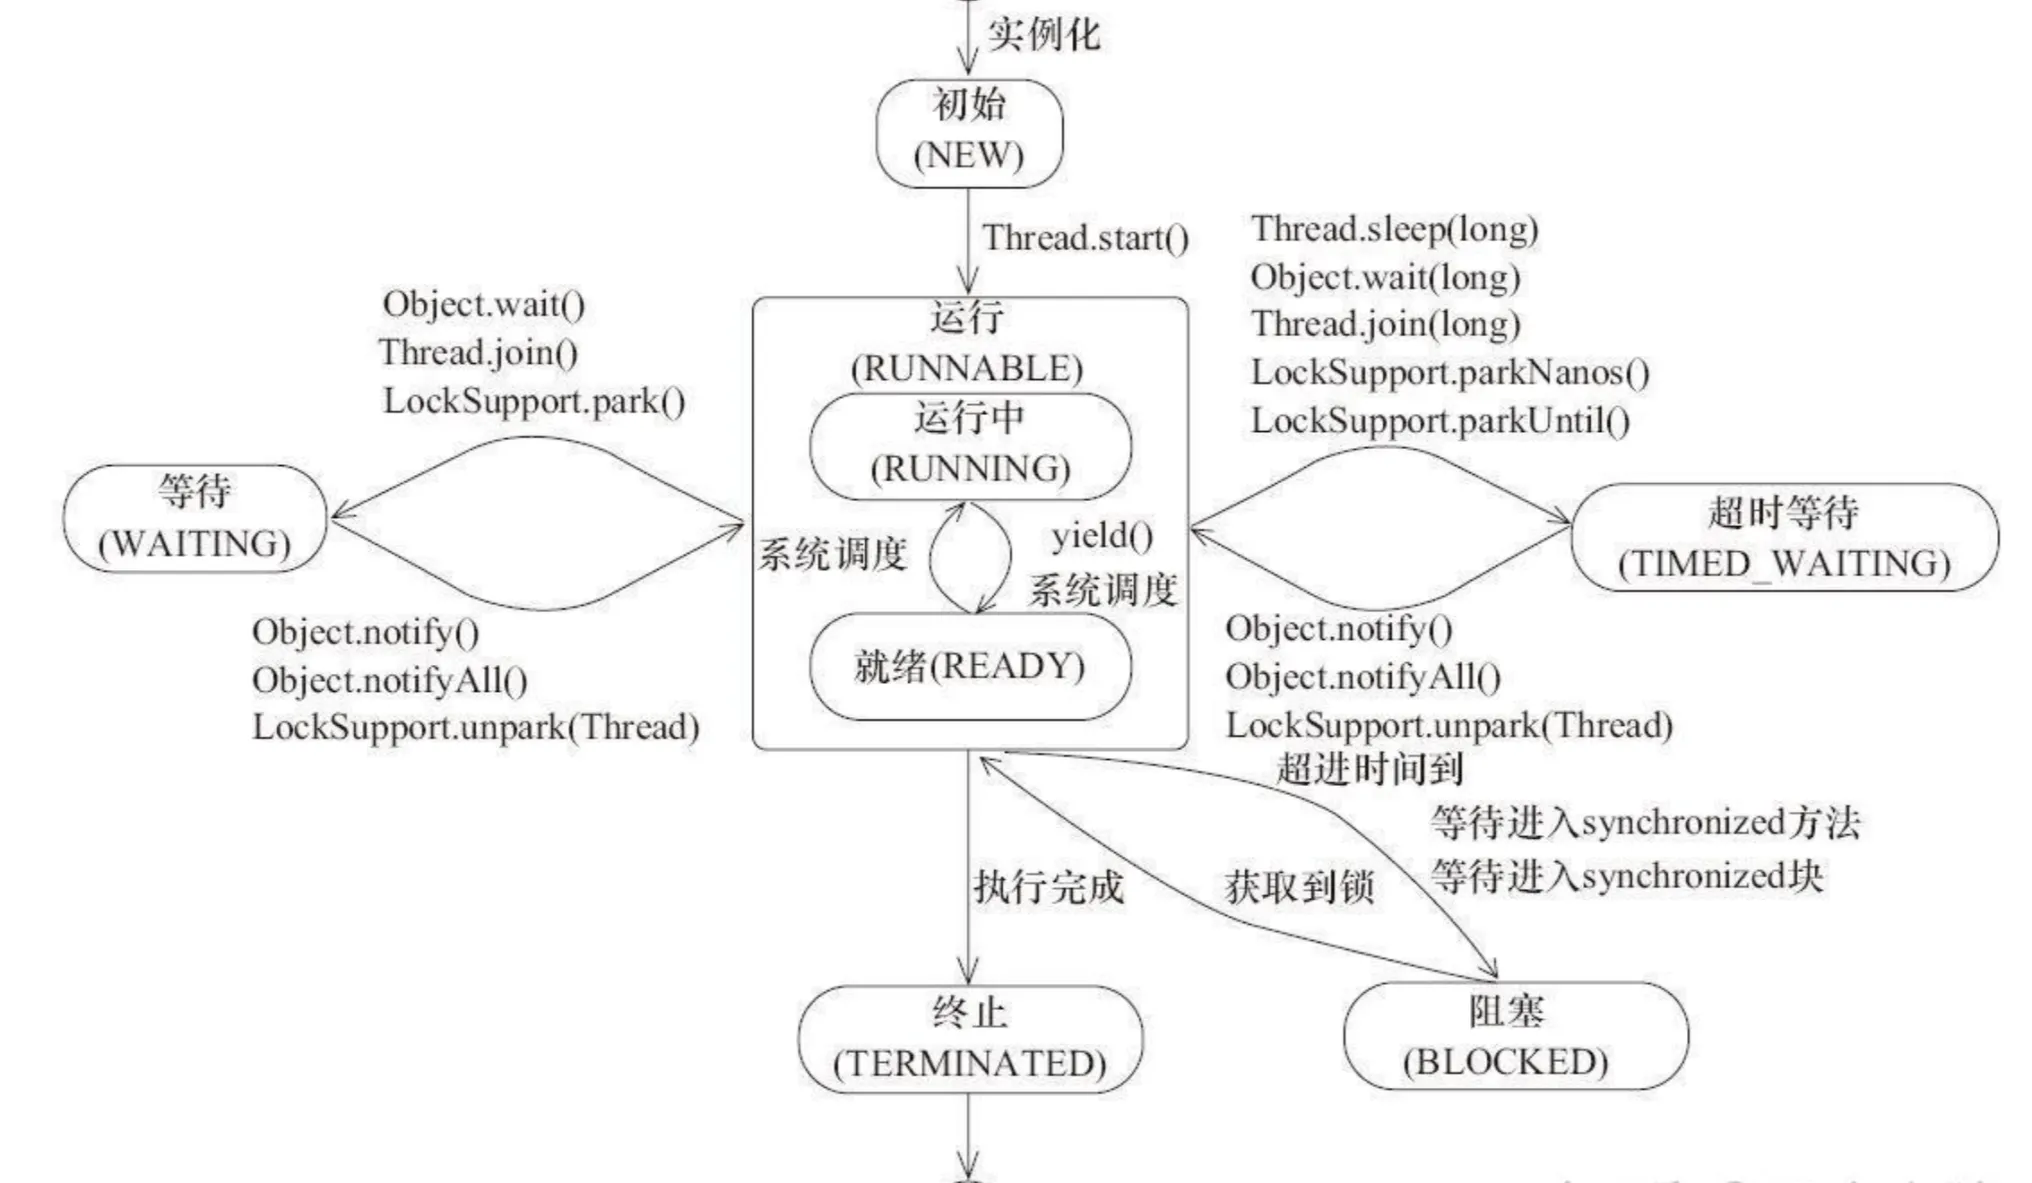 实例化
初始
(NEW)
Thread.start()
Object.wait()
Thread.join()
LockSupport.park()
Thread.sleep(long)
Object.wait(long)
Thread.join(long)
LockSupport.parkNanos()
LockSupport.parkUntil()
运行
(RUNNABLE)
运行中
(RUNNING)
等待
(WAITING)
超时等待
(TIMED_WAITING)
系统调度
yield()
系统调度
就绪(READY)
Object.notify()
Object.notifyAll()
LockSupport.unpark(Thread)
Object.notify()
Object.notifyAll()
LockSupport.unpark(Thread)
超进时间到
等待进入synchronized方法
等待进入synchronized块
执行完成
获取到锁
终止
(TERMINATED)
阻塞
(BLOCKED)